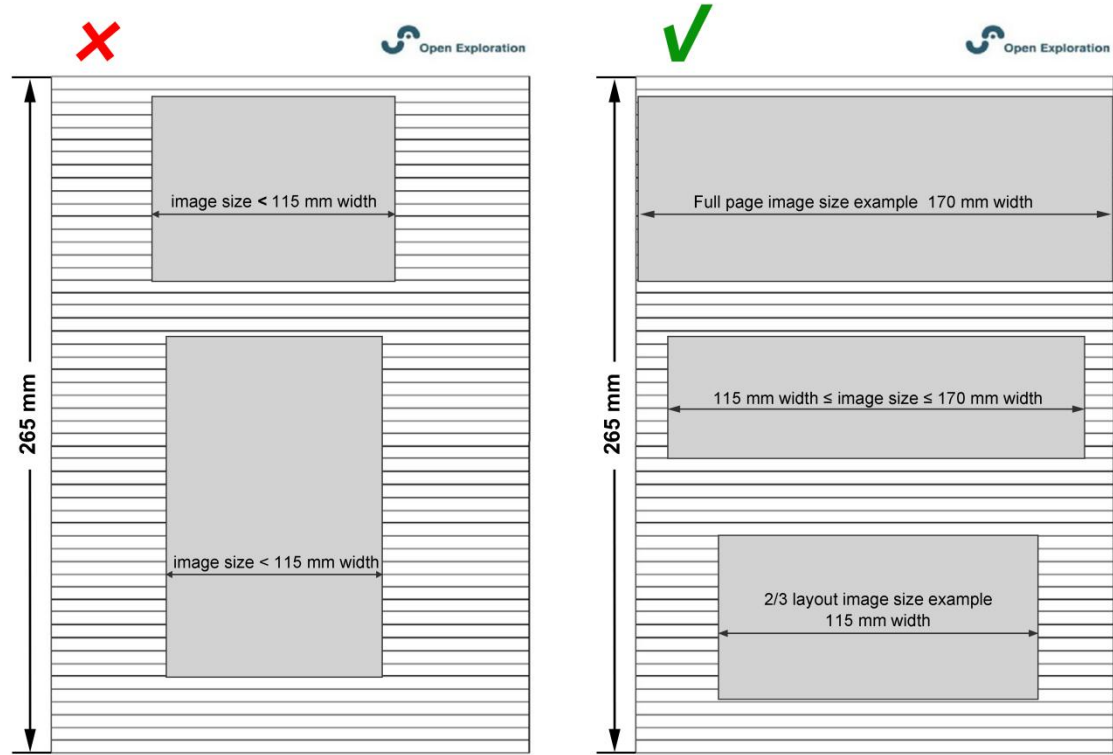 Open Exploration
265 mm
image size < 115 mm width
image size < 115 mm width
Open Exploration
265 mm
Full page image size example 170 mm width
115 mm width ≤ image size ≤ 170 mm width
2/3 layout image size example
115 mm width